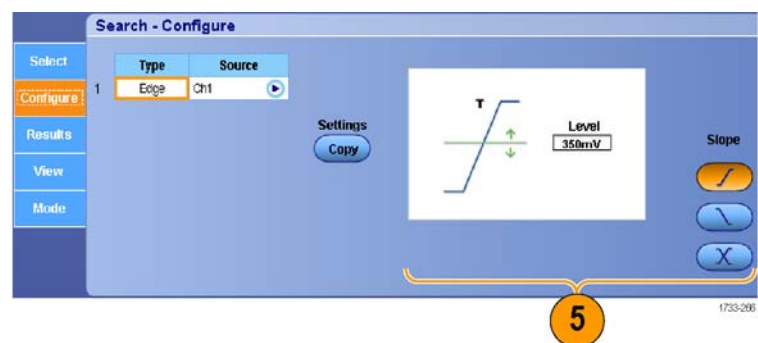 Search - Configure
Select
Configure
Results
View
Mode
Type Source
1 Edge Ch1
Settings
Copy
T
Level
350mV
Slope
5
1733-266